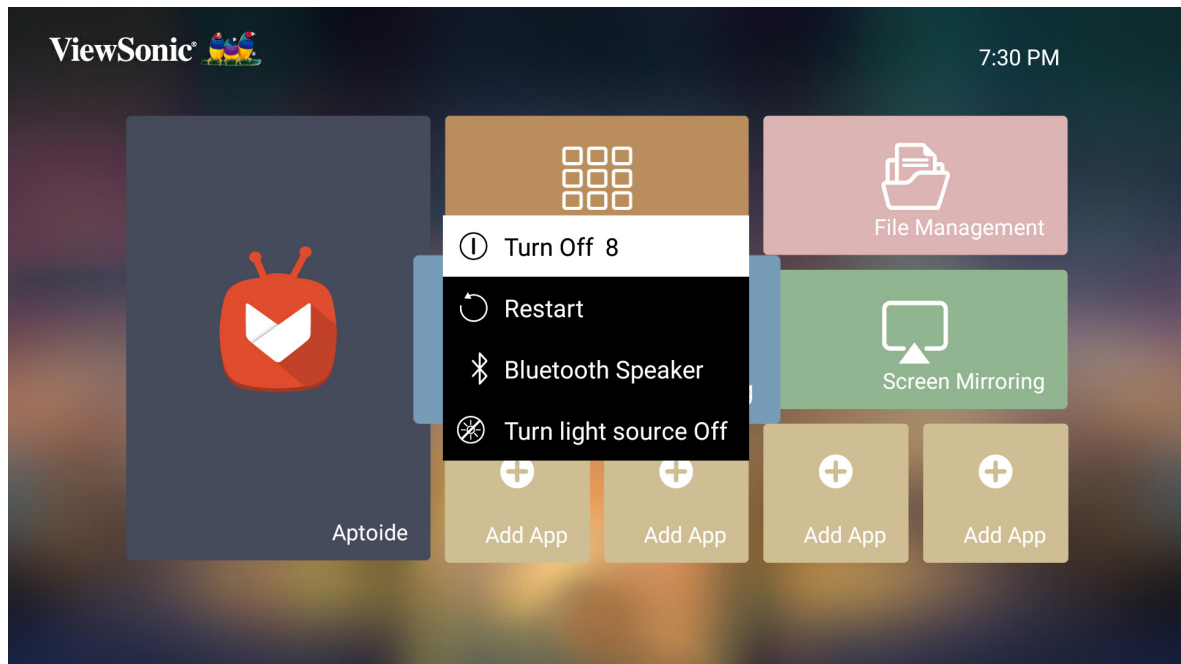 ViewSonic®
7:30 PM
File Management
Turn Off 8
Restart
Bluetooth Speaker
Turn light source Off
Screen Mirroring
Aptoide
Add App
Add App
Add App
Add App